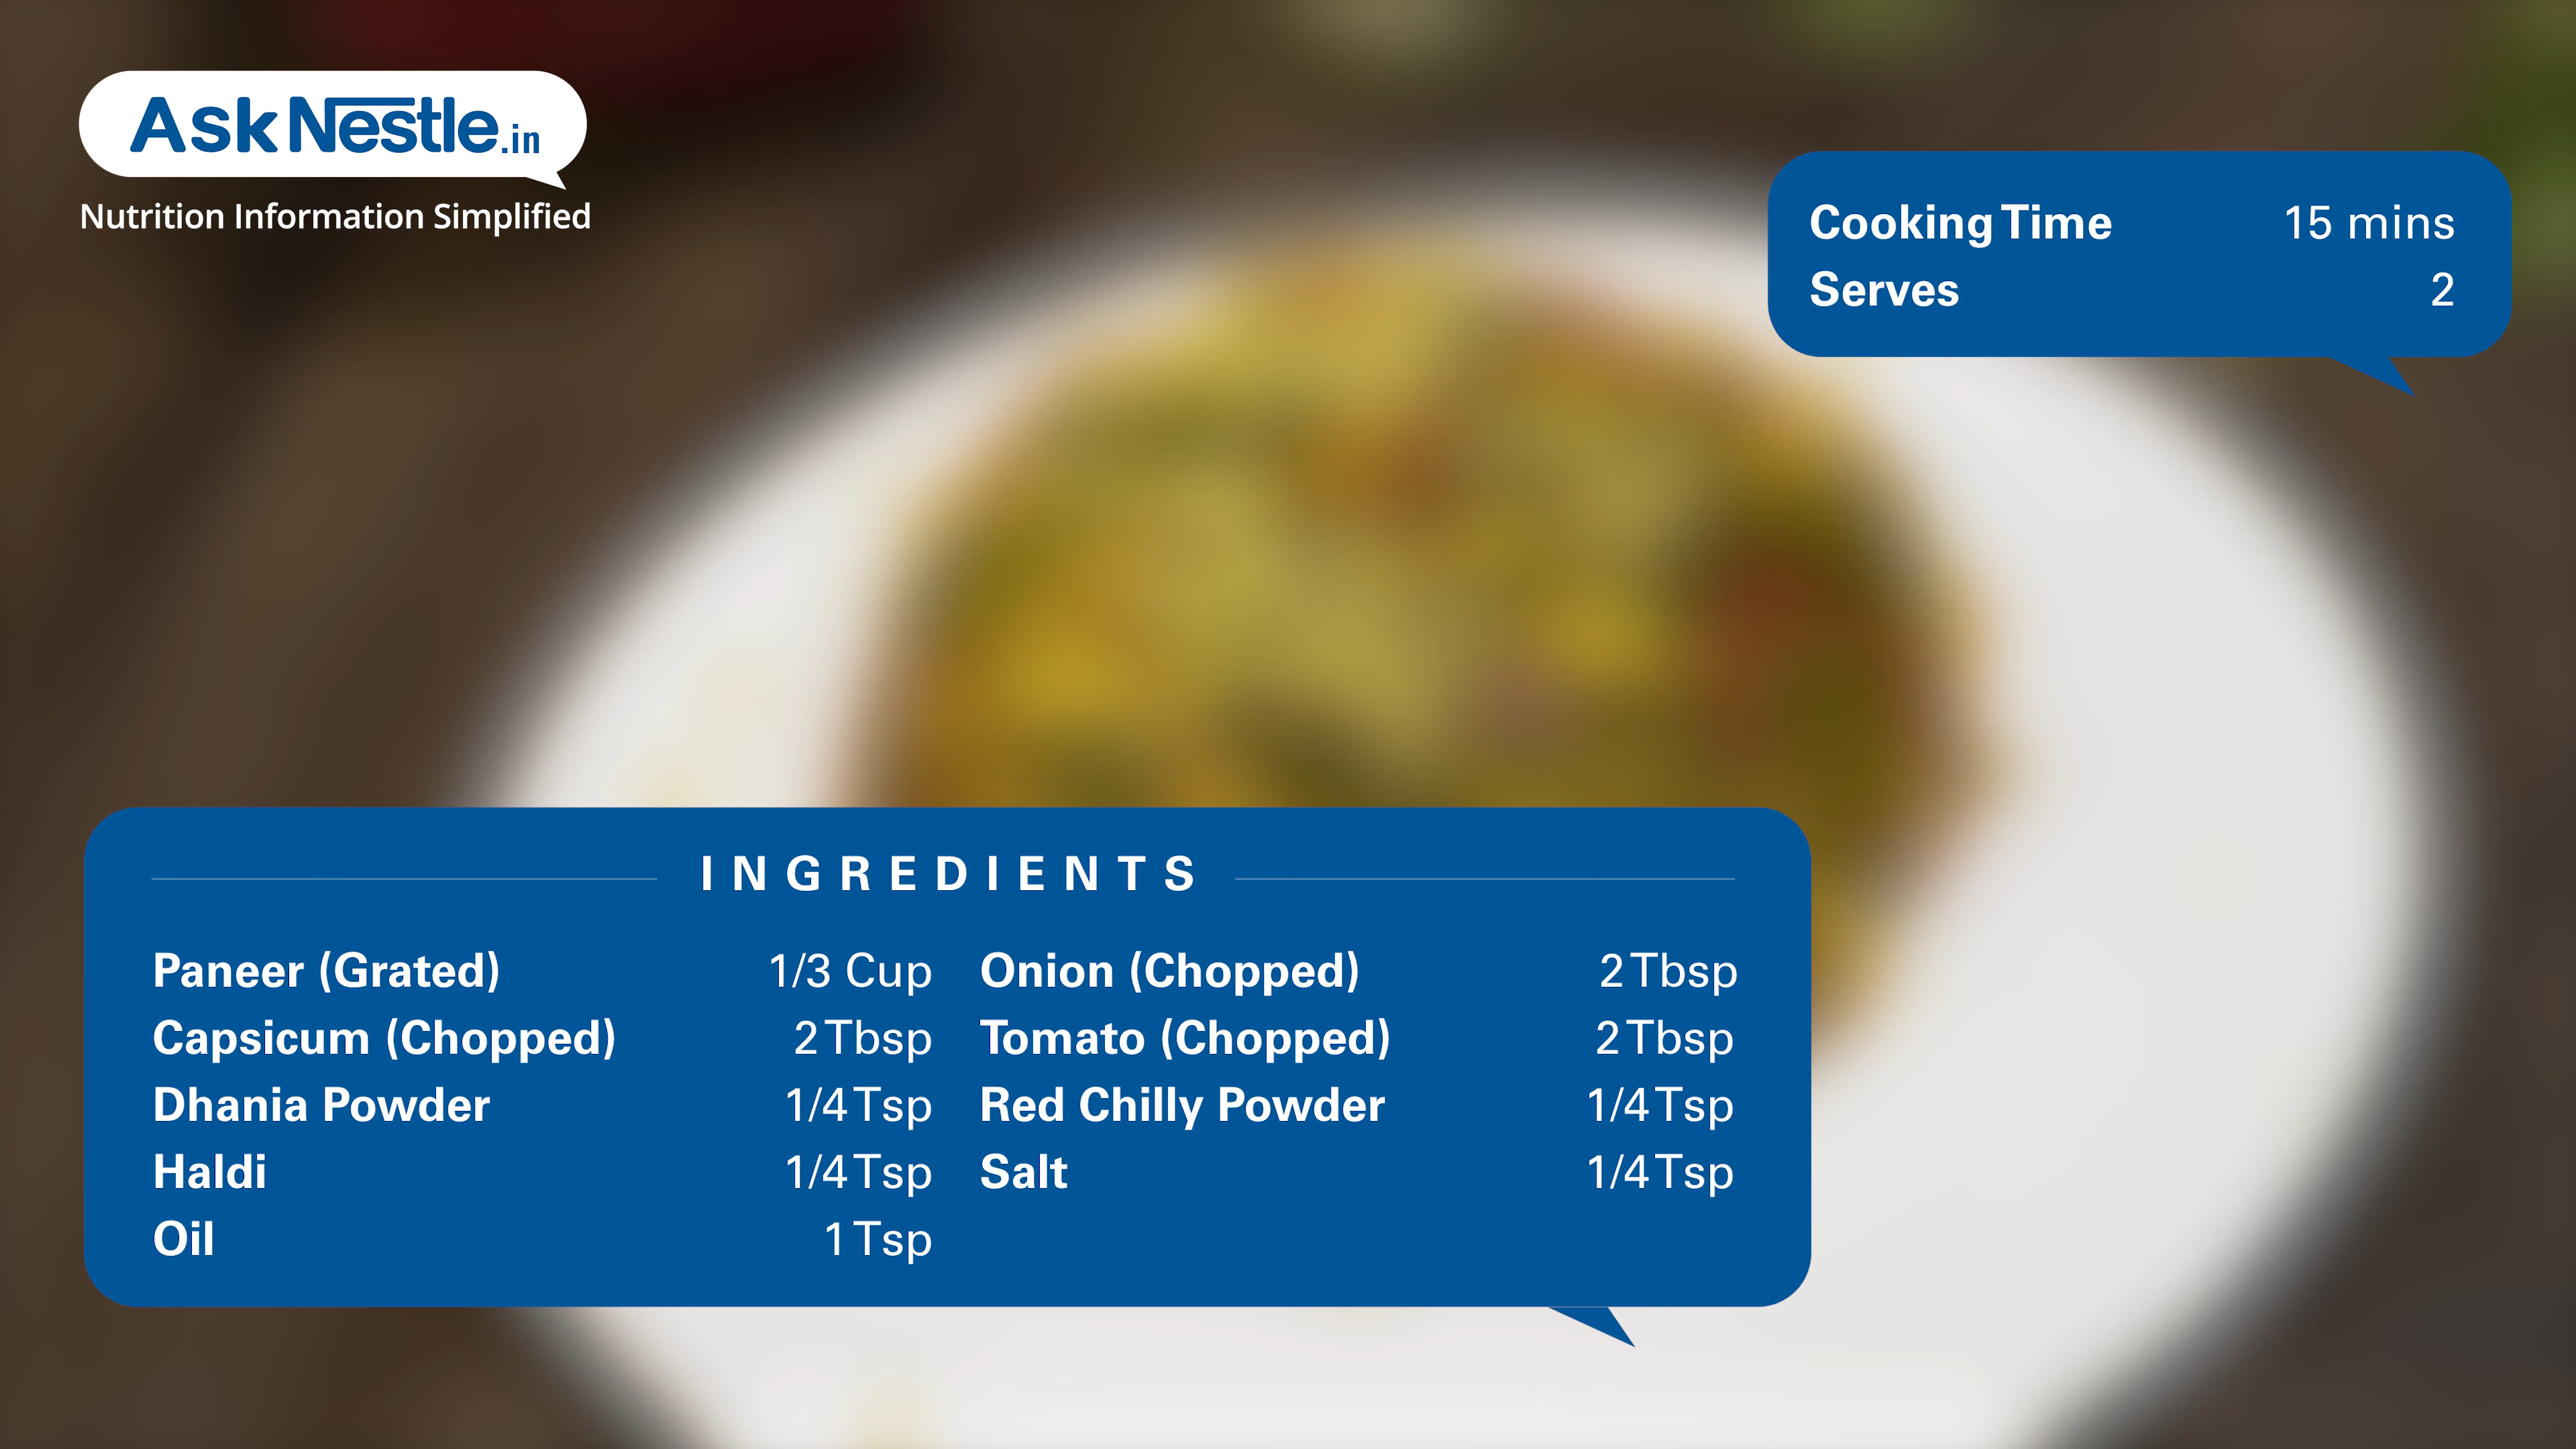 AskNestle.in
Nutrition Information Simplified
Cooking Time 15 mins
Serves 2
INGREDIENTS
Paneer (Grated) 1/3 Cup Onion (Chopped) 2 Tbsp
Capsicum (Chopped) 2 Tbsp Tomato (Chopped) 2 Tbsp
Dhania Powder 1/4 Tsp Red Chilly Powder 1/4 Tsp
Haldi 1/4 Tsp Salt 1/4 Tsp
Oil 1 Tsp